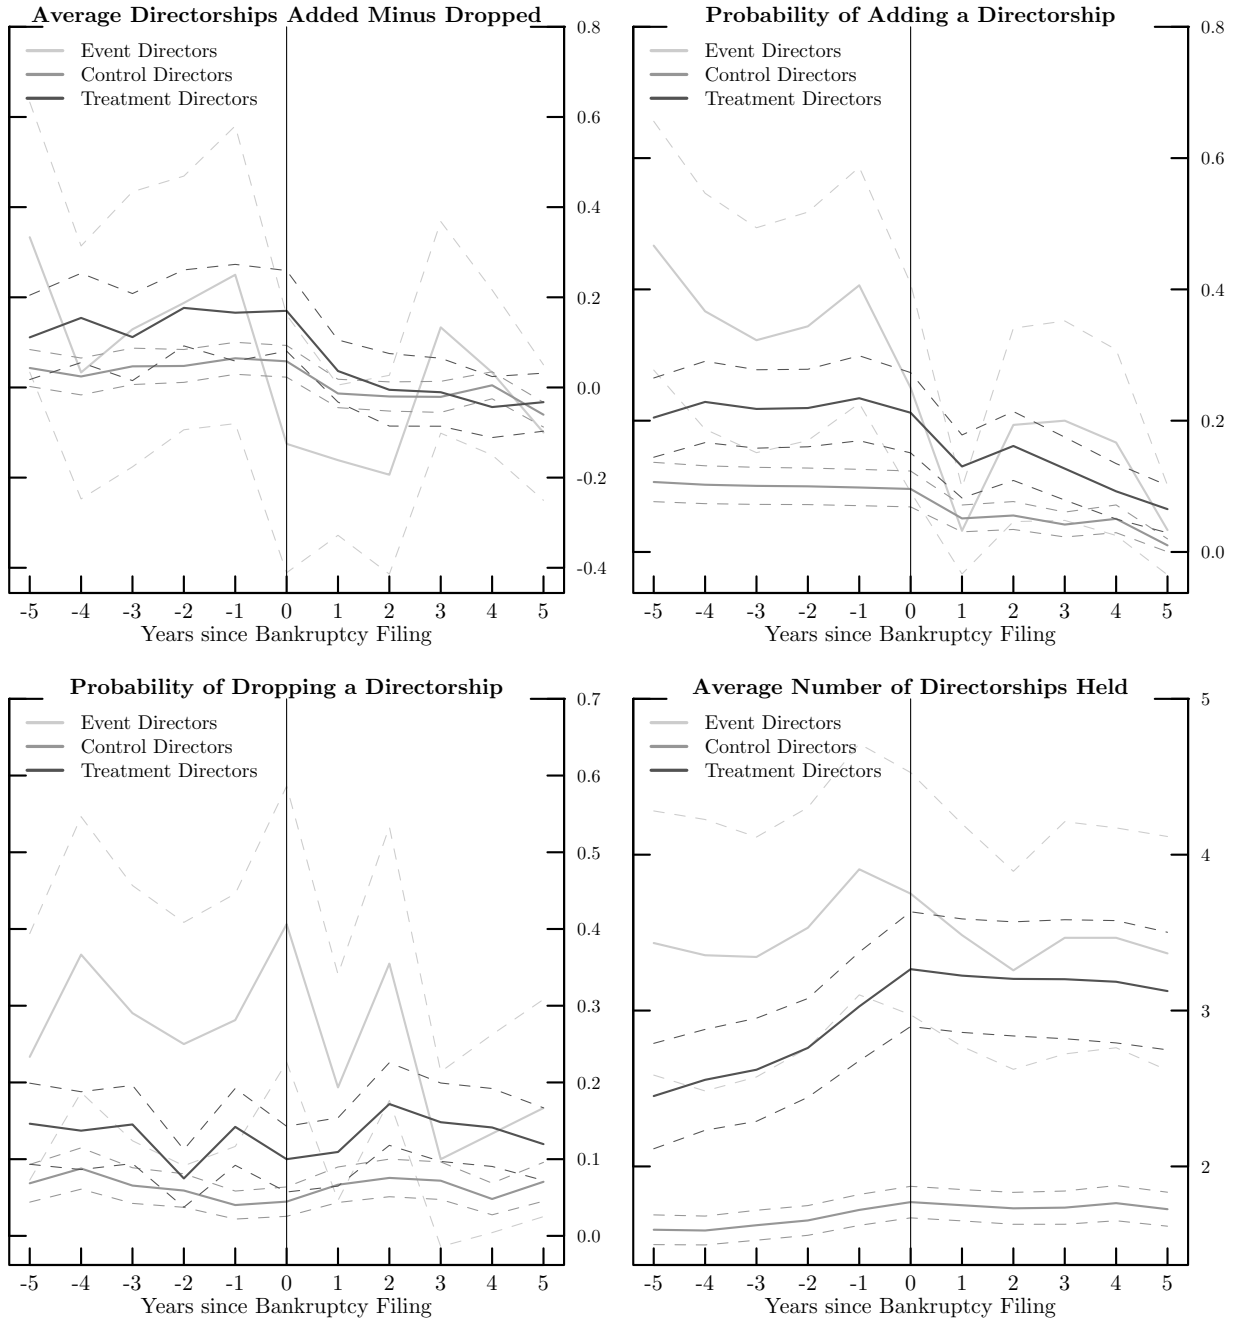 Average Directorships Added Minus Dropped
Event Directors
Control Directors
Treatment Directors
0.8
0.6
0.4
0.2
0.0
-0.2
-0.4
-5 -4 -3 -2 -1 0 1 2 3 4 5
Years since Bankruptcy Filing
Probability of Adding a Directorship
Event Directors
Control Directors
Treatment Directors
0.8
0.6
0.4
0.2
0.0
-5 -4 -3 -2 -1 0 1 2 3 4 5
Years since Bankruptcy Filing
Probability of Dropping a Directorship
Event Directors
Control Directors
Treatment Directors
0.7
0.6
0.5
0.4
0.3
0.2
0.1
0.0
-5 -4 -3 -2 -1 0 1 2 3 4 5
Years since Bankruptcy Filing
Average Number of Directorships Held
Event Directors
Control Directors
Treatment Directors
5
4
3
2
-5 -4 -3 -2 -1 0 1 2 3 4 5
Years since Bankruptcy Filing